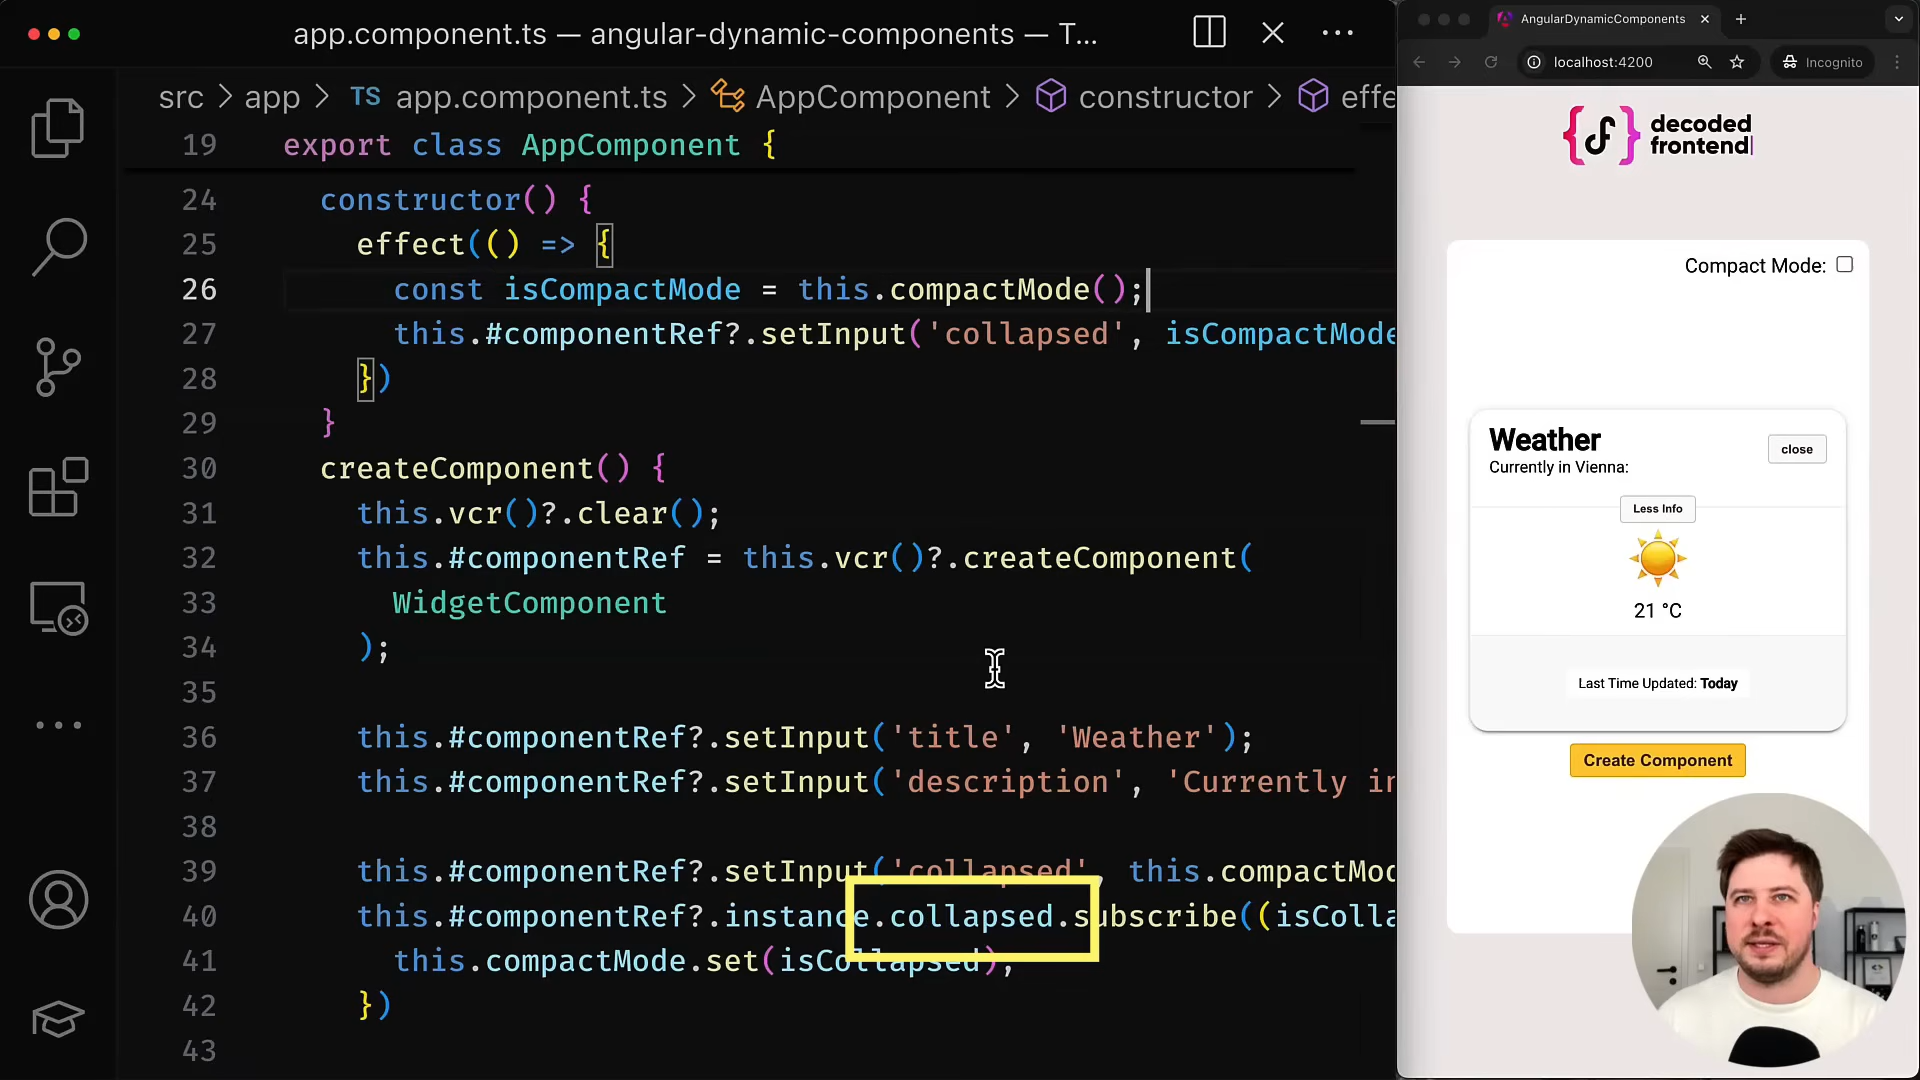 app.component.ts — angular-dynamic-components — T...
src > app > TS app.component.ts > AppComponent > constructor > effe
19 export class AppComponent {
24 constructor() {
25 effect(() => {
26 const isCompactMode = this.compactMode();
27 this.#componentRef?.setInput('collapsed', isCompactMode
28 })
29 }
30 createComponent() {
31 this.vcr()?.clear();
32 this.#componentRef = this.vcr()?.createComponent(
33 WidgetComponent
34 );
35
36 this.#componentRef?.setInput('title', 'Weather');
37 this.#componentRef?.setInput('description', 'Currently in
38
39 this.#componentRef?.setInput('collapsed', this.compactMod
40 this.#componentRef?.instance.collapsed.subscribe((isColla
41 this.compactMode.set(isCollapsed);
42 })
43
AngularDynamicComponents
localhost:4200
Incognito
decoded
frontend
Compact Mode:
Weather
close
Currently in Vienna:
Less Info
21 °C
Last Time Updated: Today
Create Component